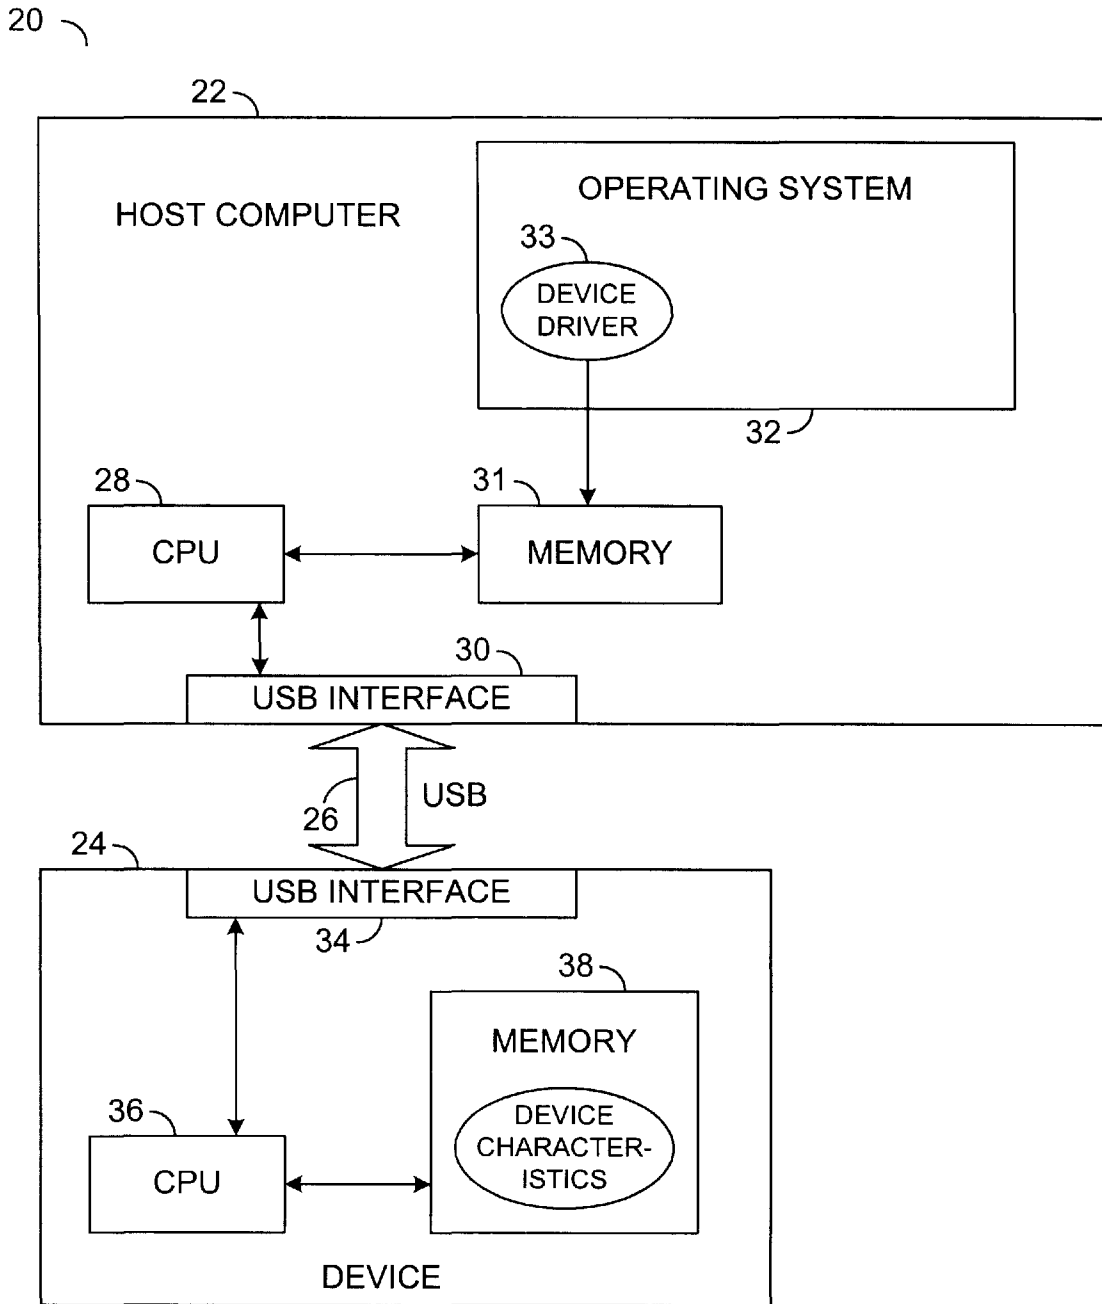 20
22
OPERATING SYSTEM
HOST COMPUTER
33
DEVICE
DRIVER
32
28
31
CPU
MEMORY
30
USB INTERFACE
26
USB
24
USB INTERFACE
34
38
MEMORY
36
DEVICE
CHARACTER-
ISTICS
CPU
DEVICE